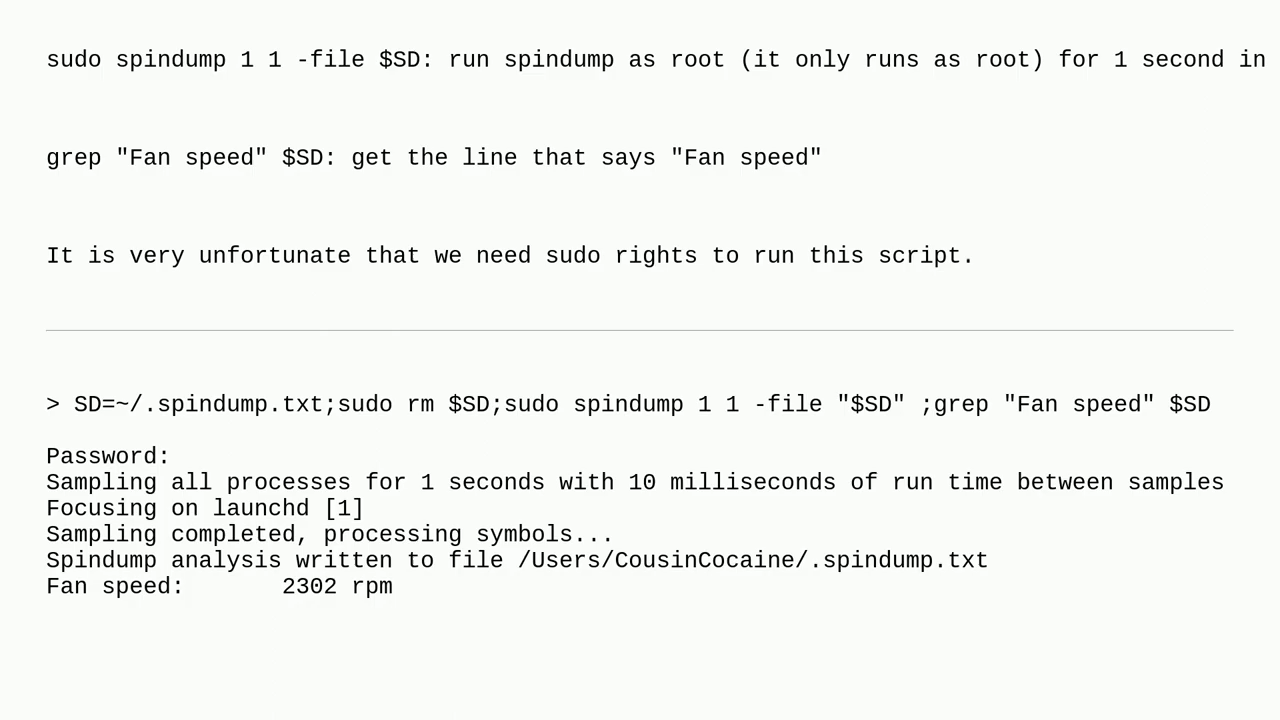 sudo spindump 1 1 -file $SD: run spindump as root (it only runs as root) for 1 second in
grep "Fan speed" $SD: get the line that says "Fan speed"
It is very unfortunate that we need sudo rights to run this script.
> SD=~/.spindump.txt;sudo rm $SD;sudo spindump 1 1 -file "$SD" ;grep "Fan speed" $SD
Password:
Sampling all processes for 1 seconds with 10 milliseconds of run time between samples
Focusing on launchd [1]
Sampling completed, processing symbols...
Spindump analysis written to file /Users/CousinCocaine/.spindump.txt
Fan speed:       2302 rpm